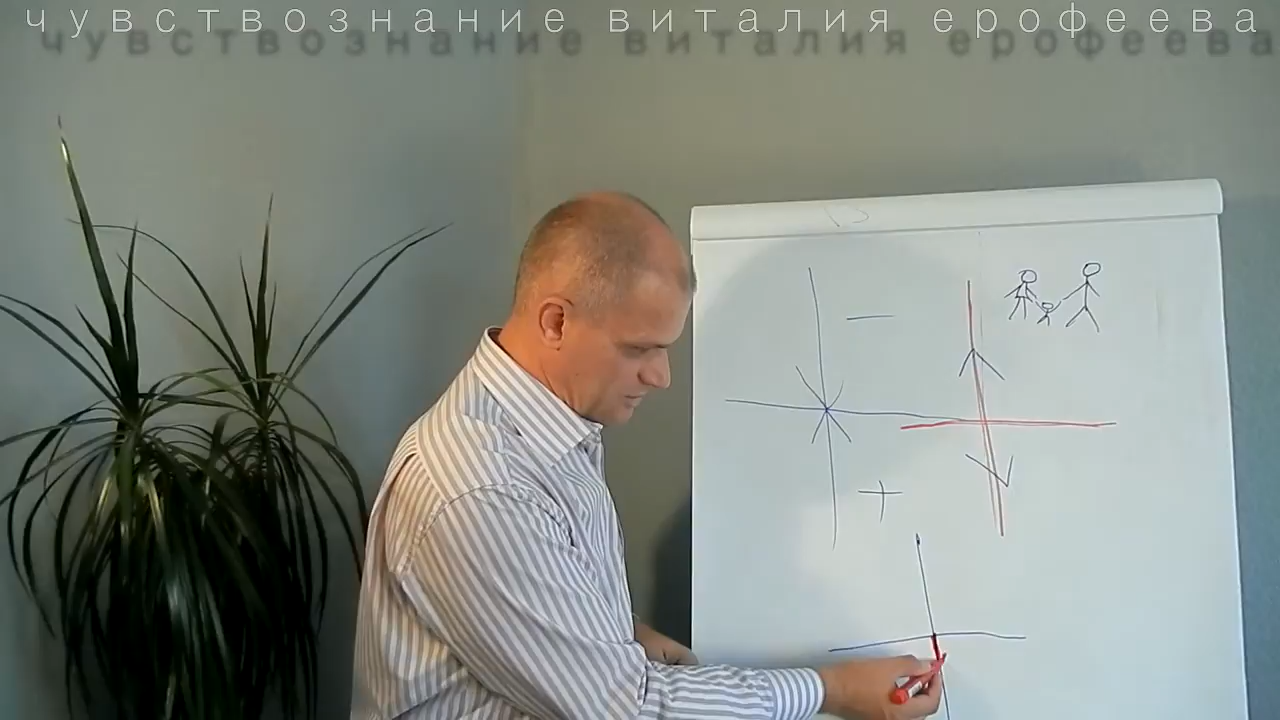 чувствознание виталия ерофеева